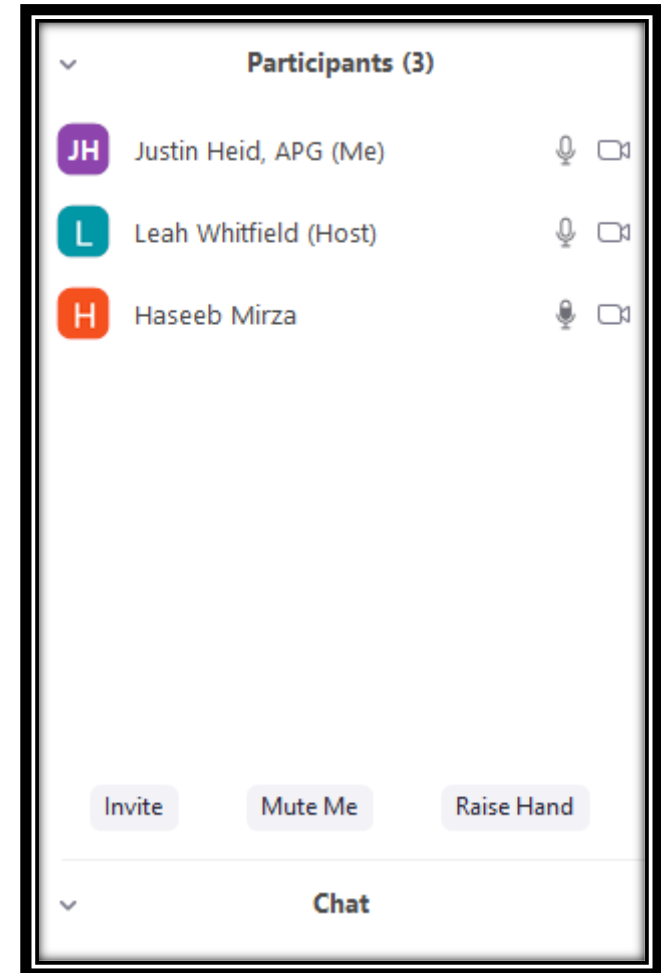 Participants (3)
JH Justin Heid, APG (Me)
L Leah Whitfield (Host)
H Haseeb Mirza
Invite Mute Me Raise Hand
Chat